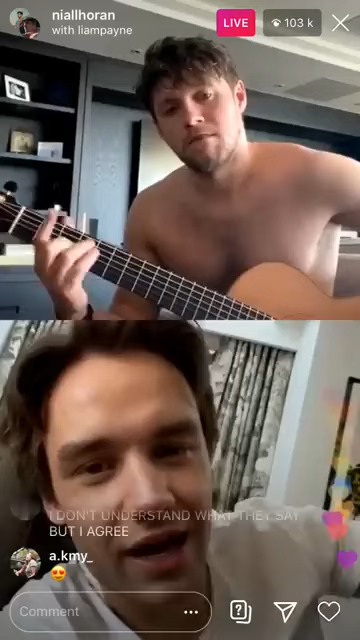 niallhoran
with liampayne
LIVE
103 k
I DON'T UNDERSTAND WHAT THEY SAY
BUT I AGREE
a.kmy_
😍
Comment